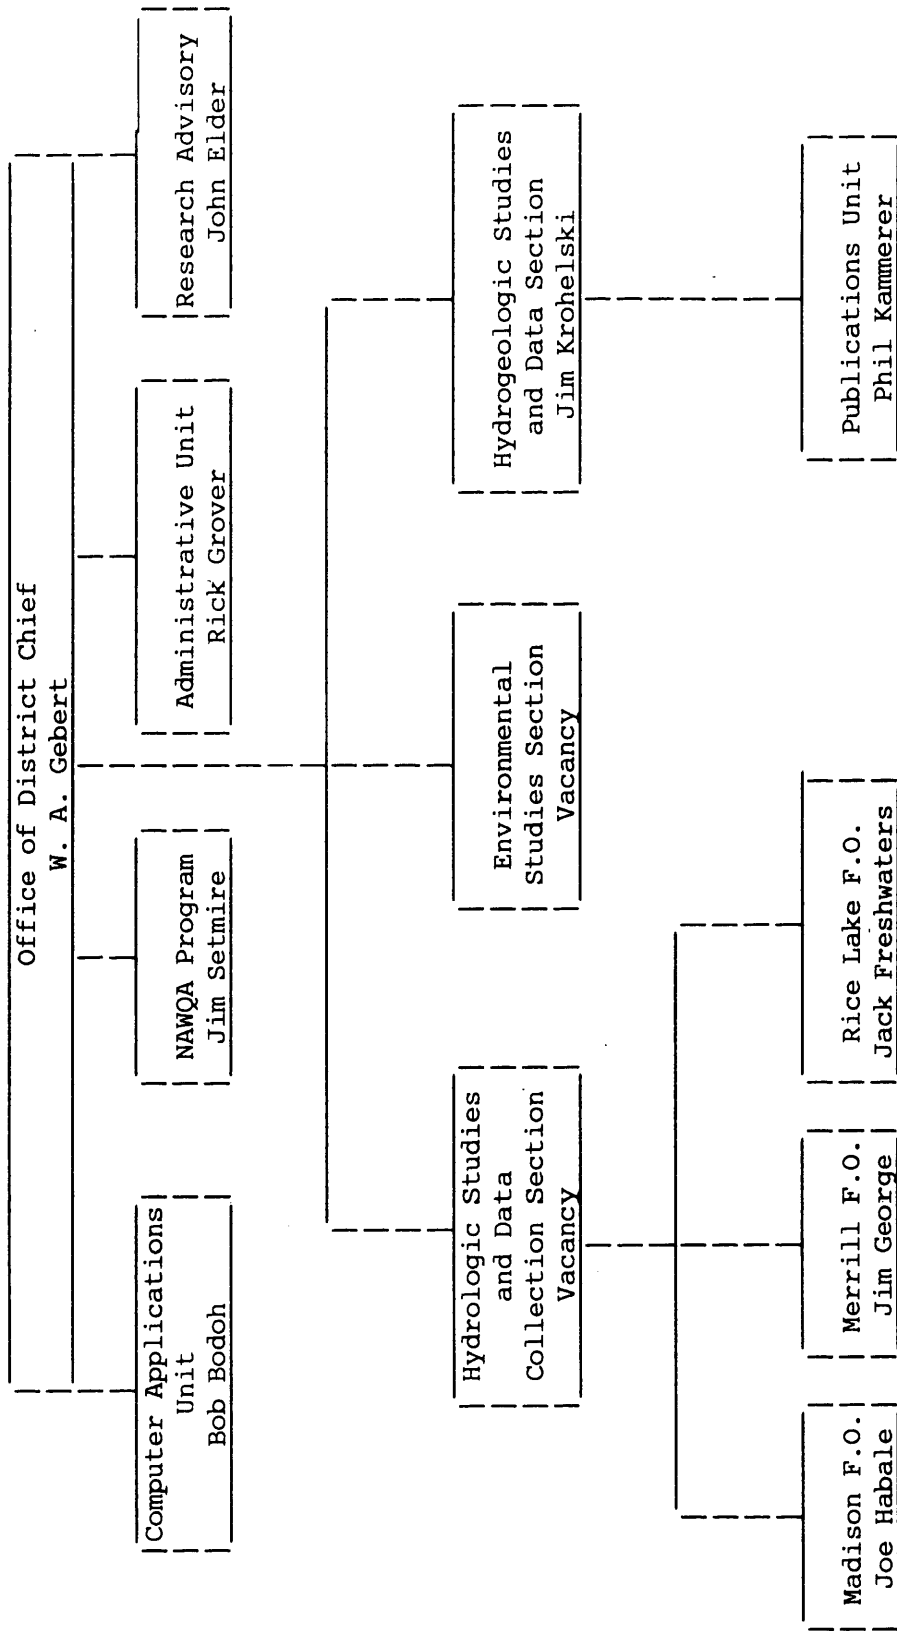 Office of District Chief
W. A. Gebert
Computer Applications
Unit
Bob Bodoh
NAWQA Program
Jim Setmire
Administrative Unit
Rick Grover
Research Advisory
John Elder
Hydrologic Studies
and Data
Collection Section
Vacancy
Environmental
Studies Section
Vacancy
Hydrogeologic Studies
and Data Section
Jim Krohelski
Madison F.O.
Joe Habale
Merrill F.O.
Jim George
Rice Lake F.O.
Jack Freshwaters
Publications Unit
Phil Kammerer